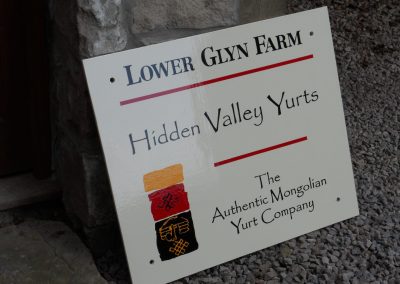 Lower Glyn Farm
Hidden Valley Yurts
The
Authentic Mongolian
Yurt Company